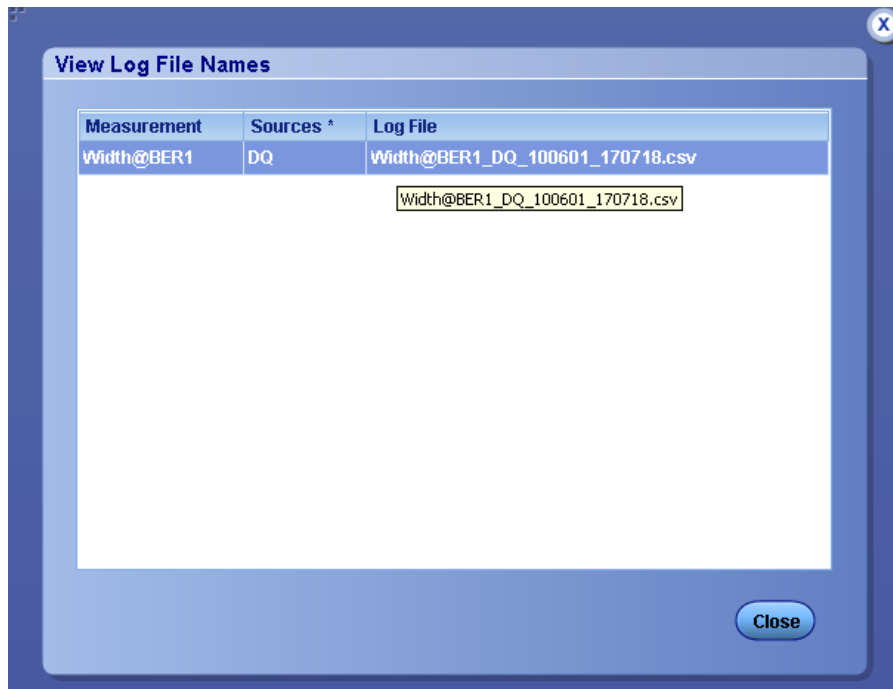 X
View Log File Names
Measurement Sources * Log File
Width@BER1 DQ Width@BER1_DQ_100601_170718.csv
Width@BER1_DQ_100601_170718.csv
Close